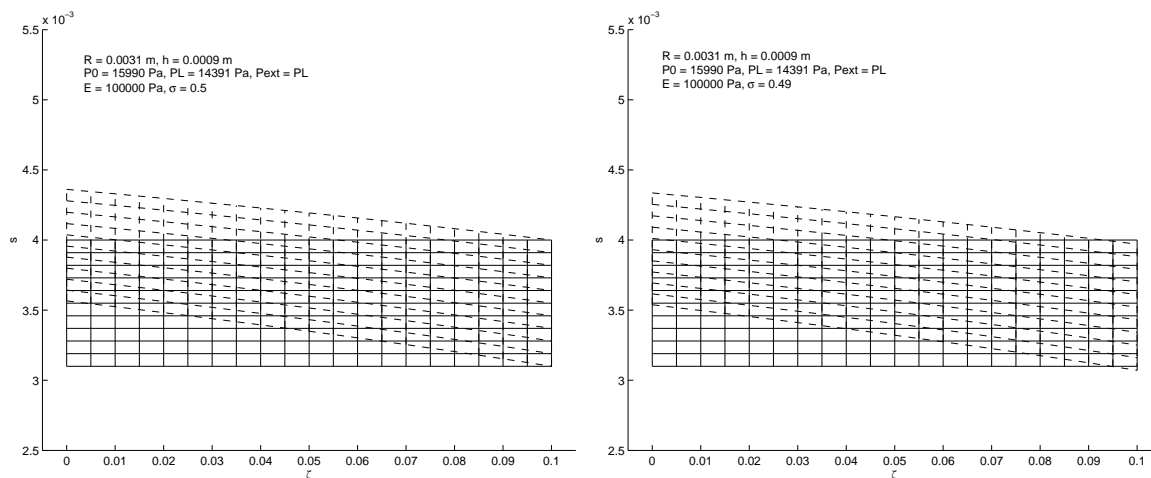 x 10⁻³
5.5
R = 0.0031 m, h = 0.0009 m
P0 = 15990 Pa, PL = 14391 Pa, Pext = PL
E = 100000 Pa, σ = 0.5
5
4.5
s
4
3.5
3
2.5
0 0.01 0.02 0.03 0.04 0.05 0.06 0.07 0.08 0.09 0.1
ζ
x 10⁻³
5.5
R = 0.0031 m, h = 0.0009 m
P0 = 15990 Pa, PL = 14391 Pa, Pext = PL
E = 100000 Pa, σ = 0.49
5
4.5
s
4
3.5
3
2.5
0 0.01 0.02 0.03 0.04 0.05 0.06 0.07 0.08 0.09 0.1
ζ